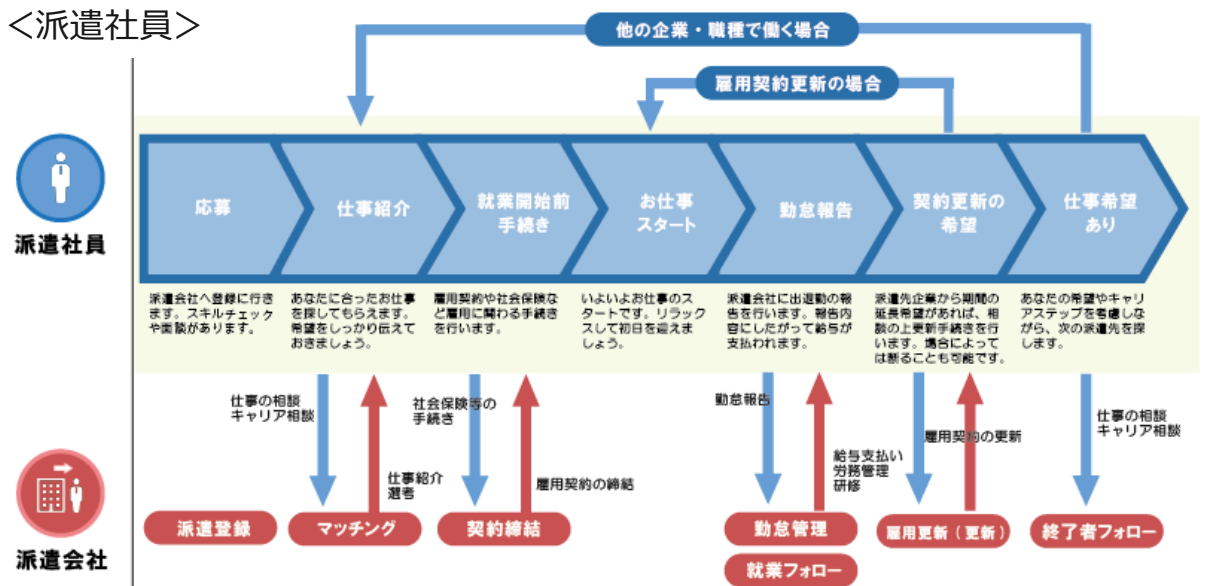 <派遣社員>
他の企業・職種で働く場合
雇用契約更新の場合
派遣社員
応募
仕事紹介
就業開始前
手続き
お仕事
スタート
勤怠報告
契約更新の
希望
仕事希望
あり
派遣会社へ登録に行き
ます。スキルチェック
や面談があります。
あなたに合ったお仕事
を探してもらえます。
希望をしっかり伝えて
おきましょう。
雇用契約や社会保険な
ど雇用に関わる手続き
を行います。
いよいよお仕事のス
タートです。リラック
スして初日を迎えま
しょう。
派遣会社に出退勤の報
告を行います。報告内
容にしたがって給与が
支払われます。
派遣先企業から期間の
延長希望があれば、相
談の上更新手続きを行
います。場合によって
は断ることも可能です。
あなたの希望やキャリ
アステップを考慮しな
がら、次の派遣先を探
します。
仕事の相談
キャリア相談
仕事紹介
選考
社会保険等の
手続き
雇用契約の締結
勤怠報告
給与支払い
労務管理
研修
雇用契約の更新
仕事の相談
キャリア相談
派遣会社
派遣登録
マッチング
契約締結
勤怠管理
就業フォロー
雇用更新(更新)
終了者フォロー